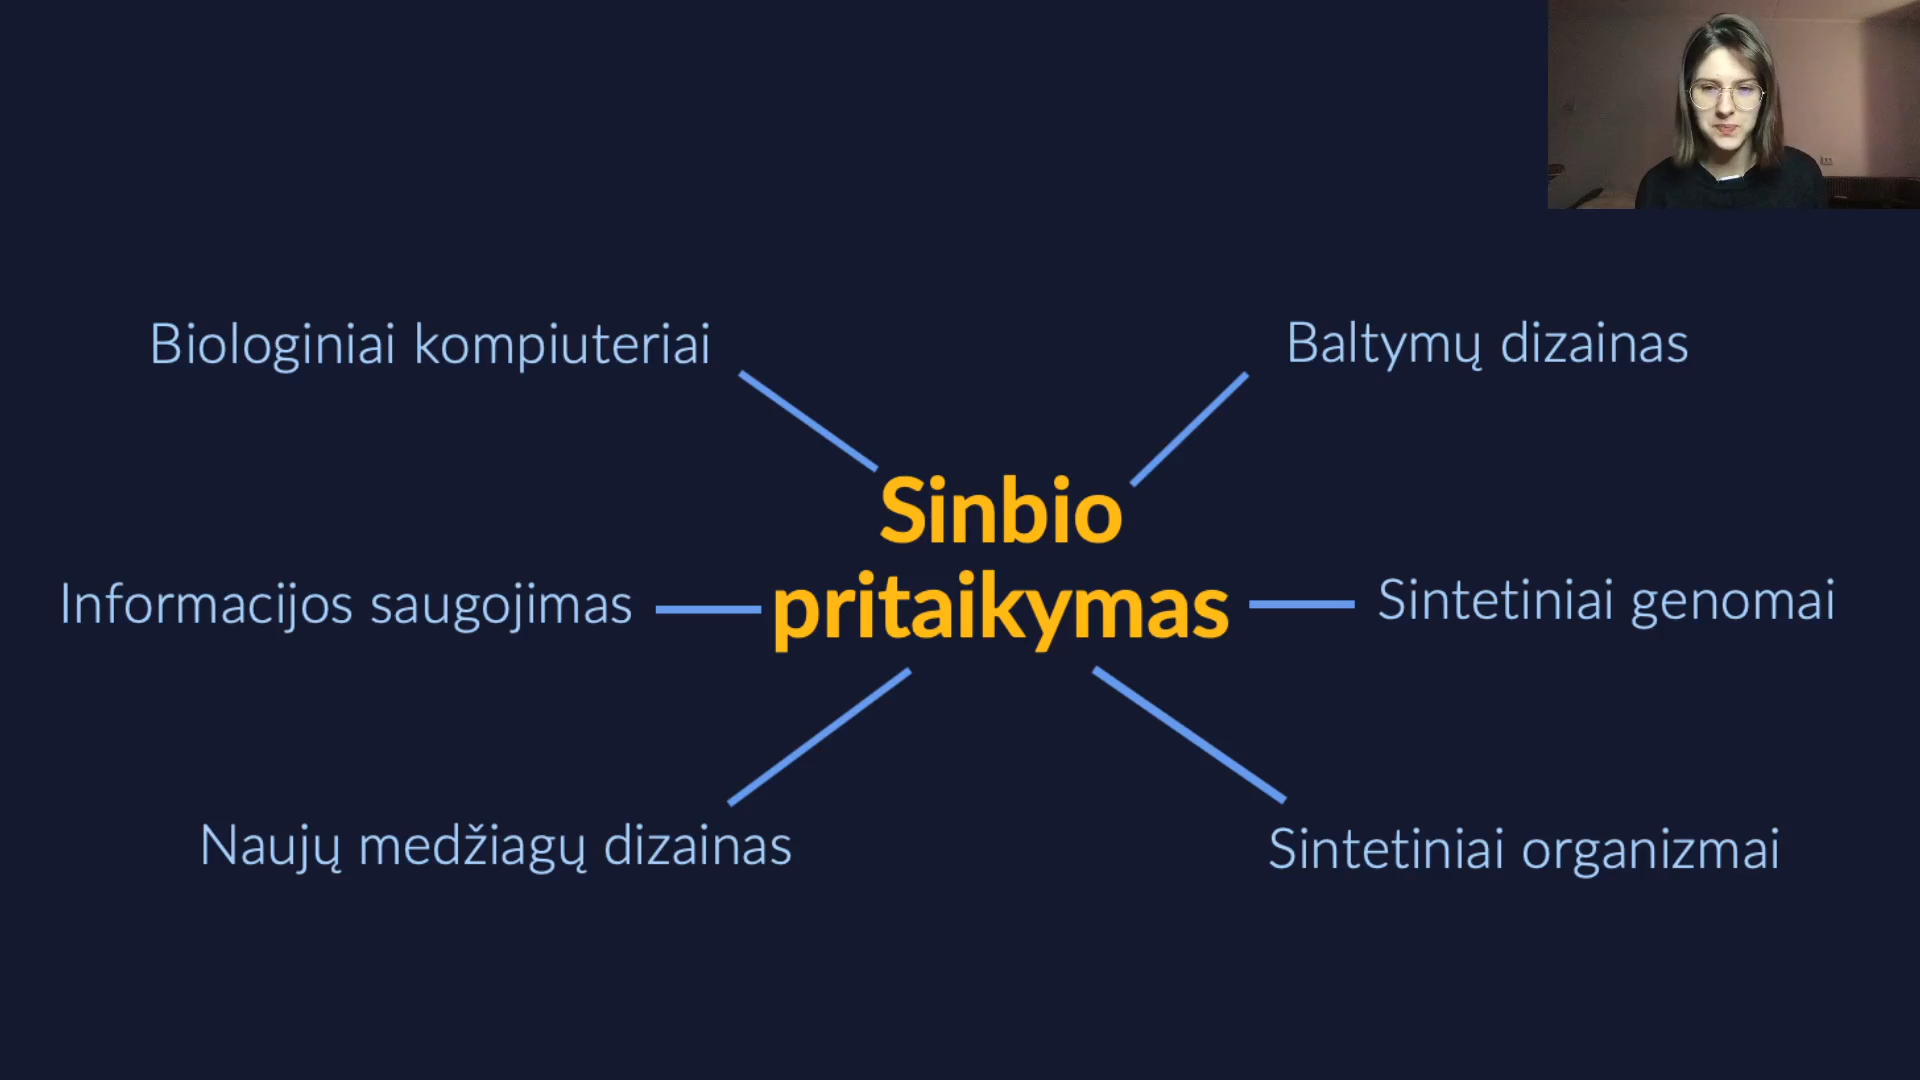 Biologiniai kompiuteriai
Baltymų dizainas
Sinbio
pritaikymas
Informacijos saugojimas
Sintetiniai genomai
Naujų medžiagų dizainas
Sintetiniai organizmai